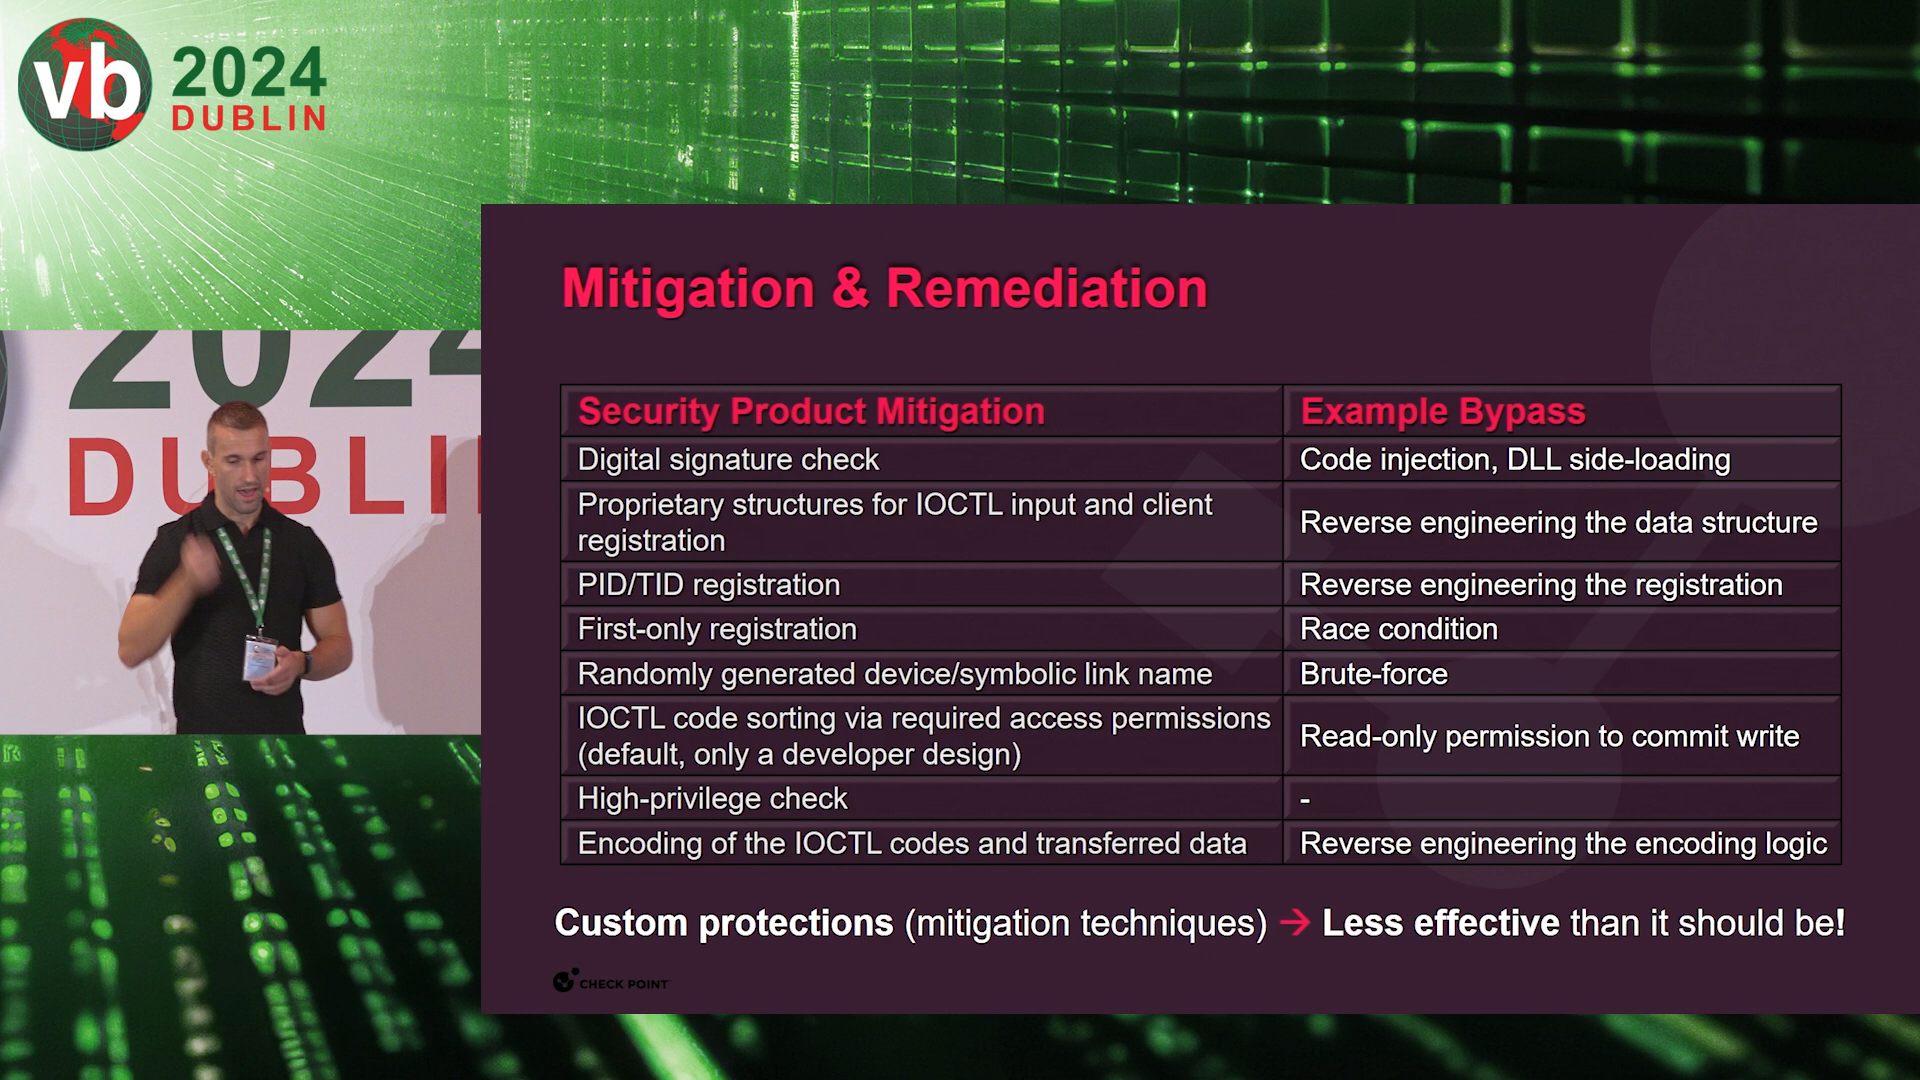 vb 2024
DUBLIN
2024
DUBLIN
Mitigation & Remediation
Security Product Mitigation Example Bypass
Digital signature check Code injection, DLL side-loading
Proprietary structures for IOCTL input and client
registration
Reverse engineering the data structure
PID/TID registration Reverse engineering the registration
First-only registration Race condition
Randomly generated device/symbolic link name Brute-force
IOCTL code sorting via required access permissions
(default, only a developer design)
Read-only permission to commit write
High-privilege check -
Encoding of the IOCTL codes and transferred data Reverse engineering the encoding logic
Custom protections (mitigation techniques) → Less effective than it should be!
CHECK POINT